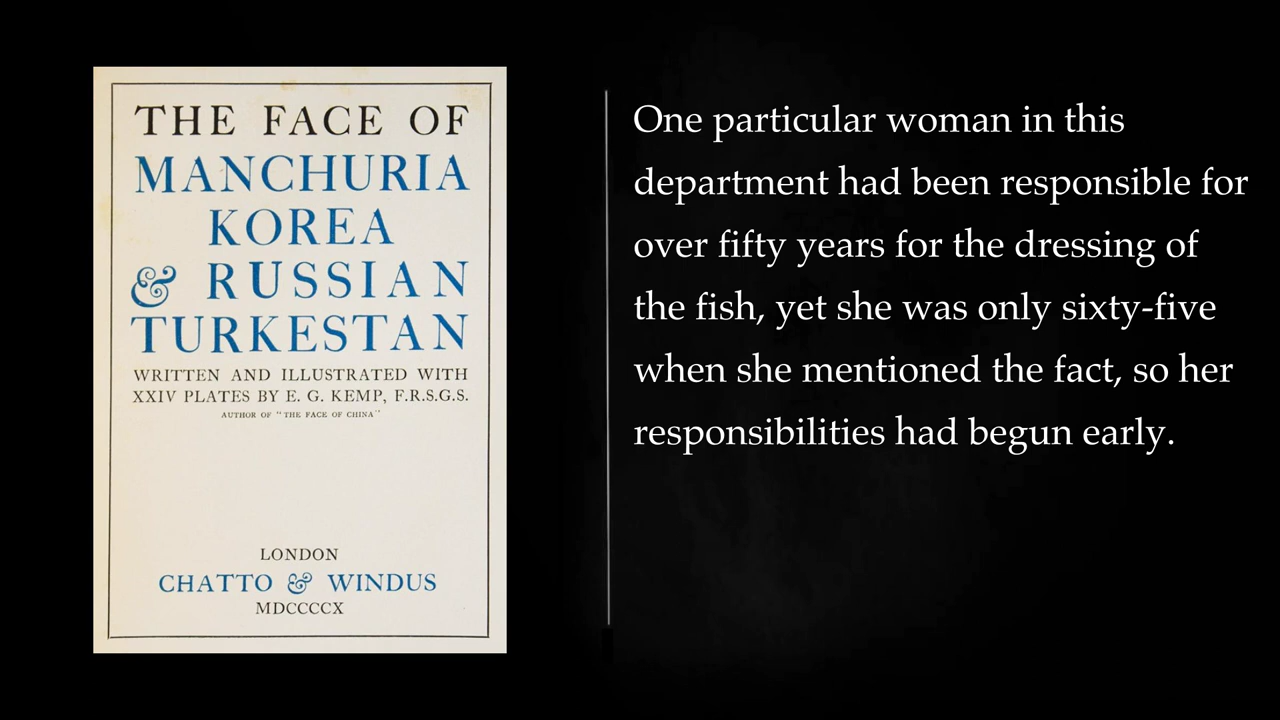 THE FACE OF
MANCHURIA
KOREA
& RUSSIAN
TURKESTAN
WRITTEN AND ILLUSTRATED WITH
XXIV PLATES BY E. G. KEMP, F.R.S.G.S.
AUTHOR OF "THE FACE OF CHINA"
LONDON
CHATTO & WINDUS
MDCCCCX
One particular woman in this
department had been responsible for
over fifty years for the dressing of
the fish, yet she was only sixty-five
when she mentioned the fact, so her
responsibilities had begun early.